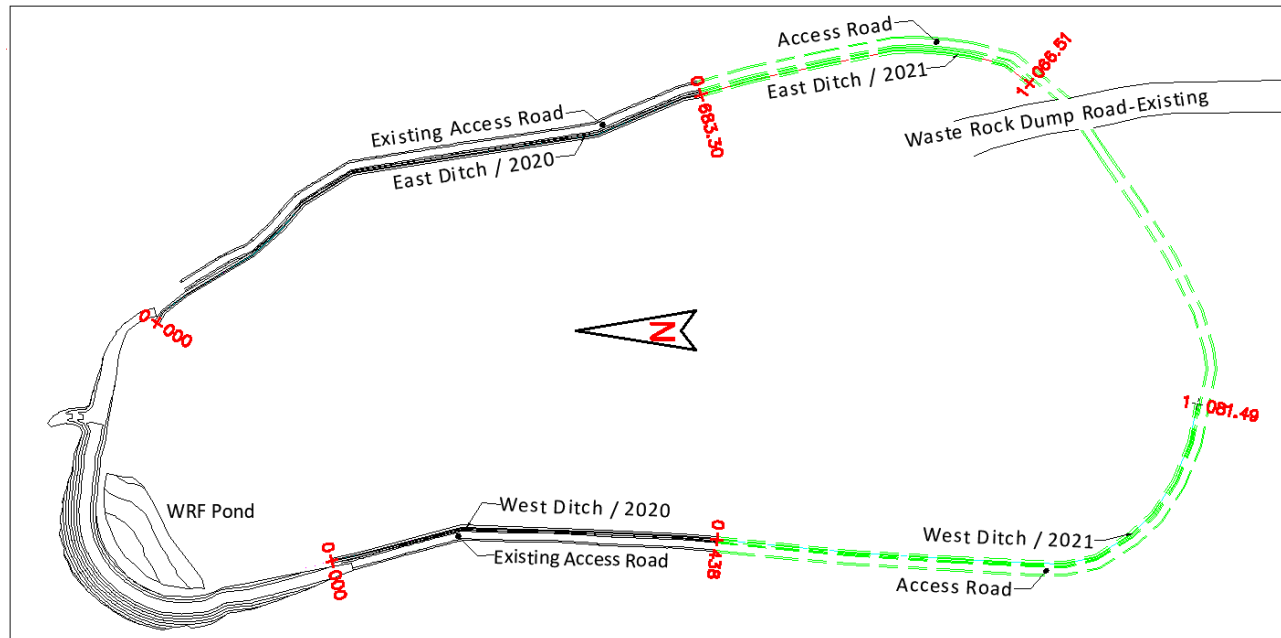 Access Road
1+066.51
East Ditch / 2021
Existing Access Road
0+683.30
Waste Rock Dump Road-Existing
East Ditch / 2020
0+000
N
1+081.49
WRF Pond
West Ditch / 2020
West Ditch / 2021
0+438
Existing Access Road
0+000
Access Road